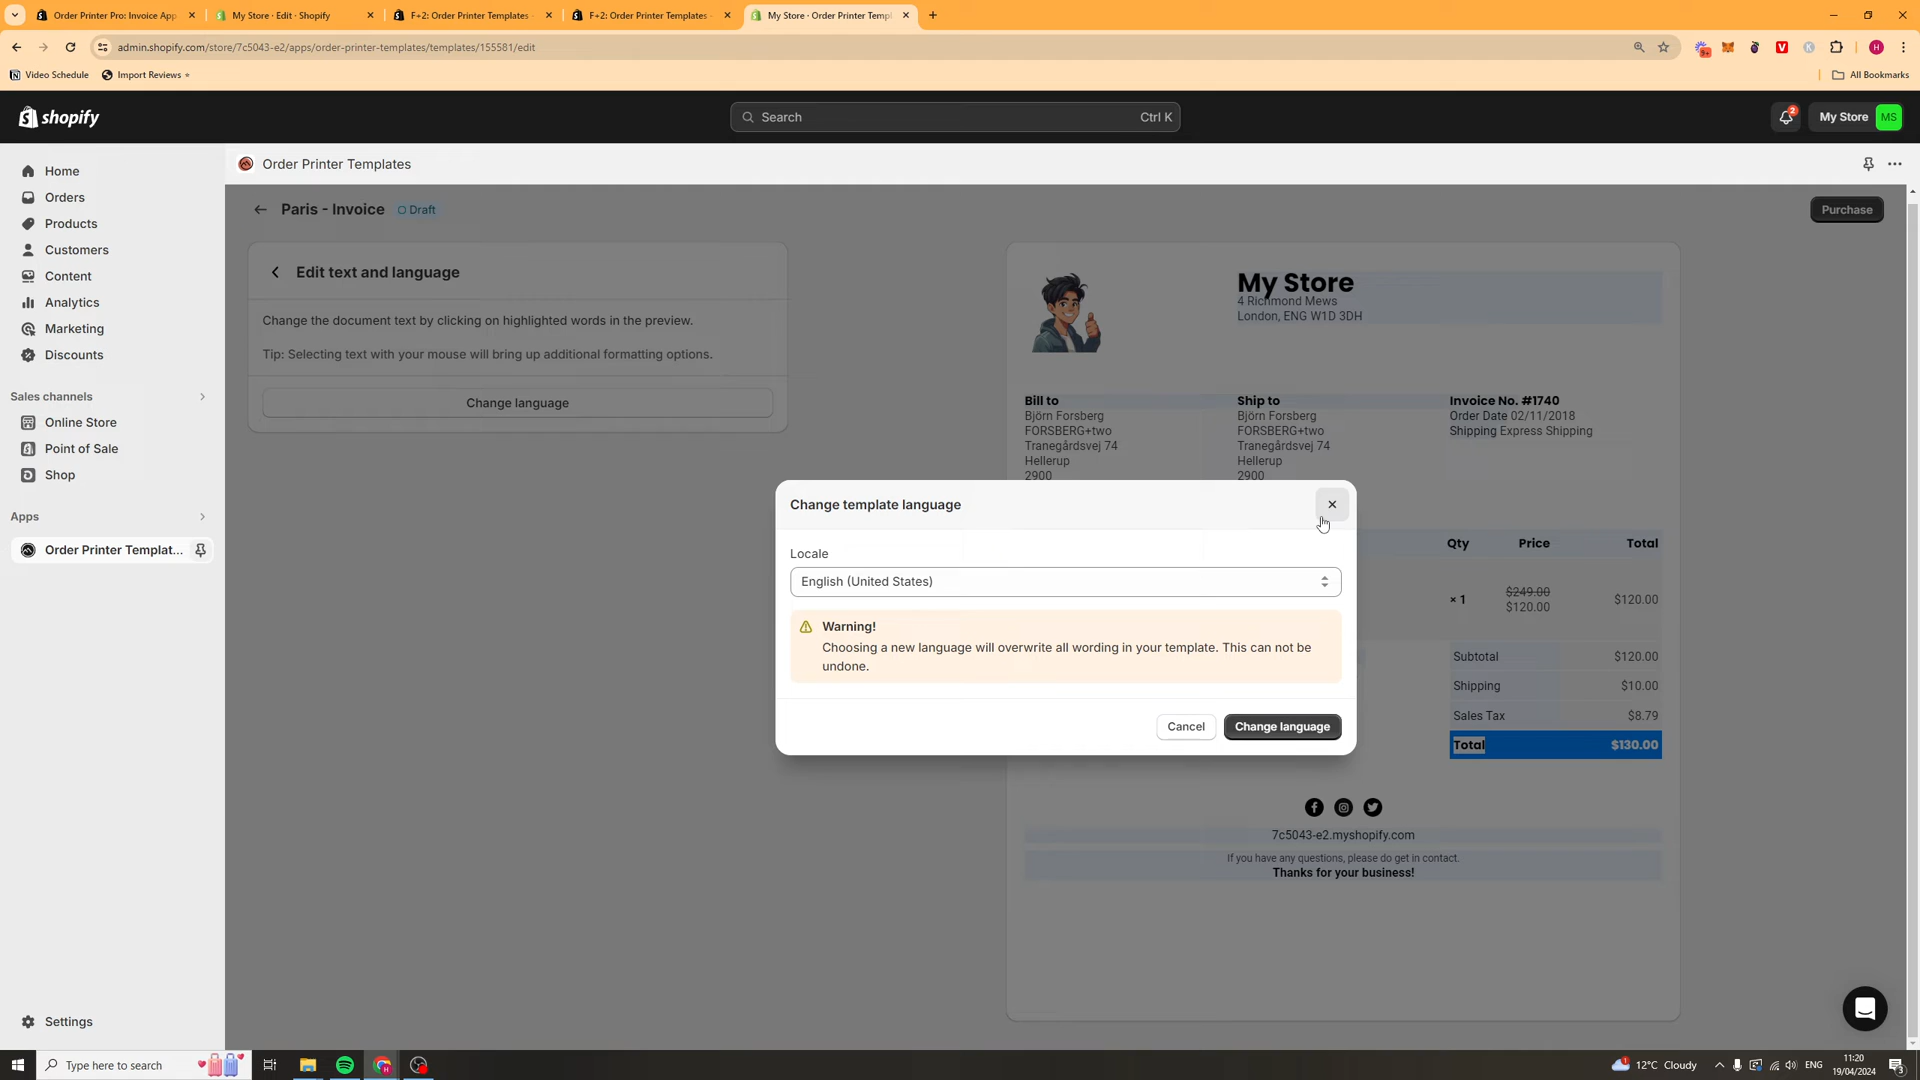 Order Printer Pro: Invoice App
My Store · Edit · Shopify
F+2: Order Printer Templates -
F+2: Order Printer Templates -
My Store · Order Printer Temp
admin.shopify.com/store/7c5043-e2/apps/order-printer-templates/templates/155581/edit
9+
V
H
Video Schedule
Import Reviews ⭐
All Bookmarks
shopify
Search
Ctrl K
2
My Store
MS
Home
Orders
Products
Customers
Content
Analytics
Marketing
Discounts
Sales channels
Online Store
Point of Sale
Shop
Apps
Order Printer Templat...
Settings
Order Printer Templates
Paris - Invoice
Draft
Purchase
Edit text and language
Change the document text by clicking on highlighted words in the preview.
Tip: Selecting text with your mouse will bring up additional formatting options.
Change language
My Store
4 Richmond Mews
London, ENG W1D 3DH
Bill to
Björn Forsberg
FORSBERG+two
Tranegårdsvej 74
Hellerup
2900
Ship to
Björn Forsberg
FORSBERG+two
Tranegårdsvej 74
Hellerup
2900
Invoice No. #1740
Order Date 02/11/2018
Shipping Express Shipping
Change template language
Locale
English (United States)
Warning!
Choosing a new language will overwrite all wording in your template. This can not be
undone.
Cancel
Change language
Qty Price Total
× 1 $249.00 $120.00
$120.00
Subtotal $120.00
Shipping $10.00
Sales Tax $8.79
Total $130.00
7c5043-e2.myshopify.com
If you have any questions, please do get in contact.
Thanks for your business!
Type here to search
1
12°C Cloudy
ENG
11:20
19/04/2024
3